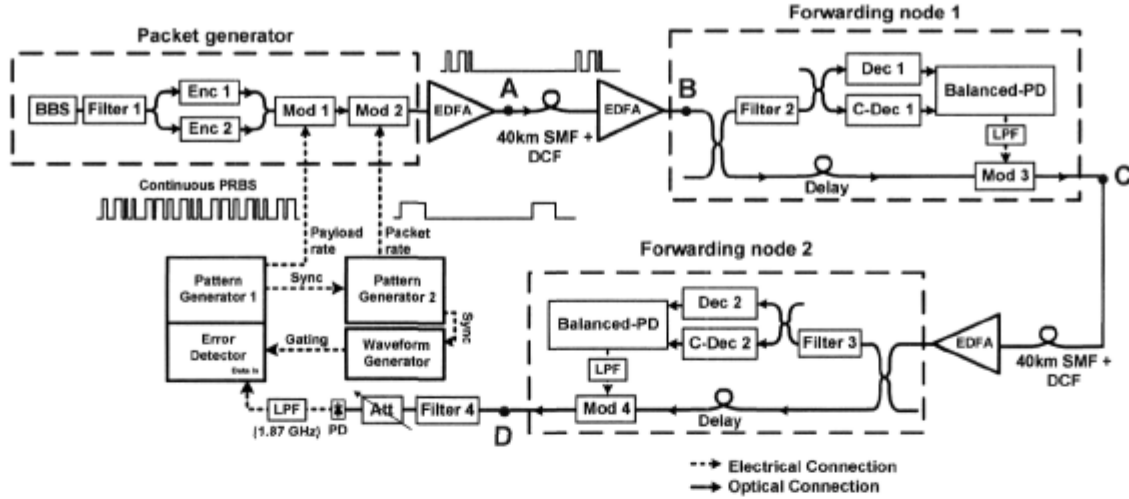 Forwarding node 1
Packet generator
BBS
Filter 1
Enc 1
Enc 2
Mod 1
Mod 2
EDFA
A
40km SMF +
DCF
EDFA
B
Filter 2
Dec 1
C-Dec 1
Balanced-PD
LPF
Delay
Mod 3
C
Continuous PRBS
Payload
rate
Packet
rate
Pattern
Generator 1
Sync
Pattern
Generator 2
Sync
Error
Detector
Data In
Gating
Waveform
Generator
LPF
(1.87 GHz)
PD
Att
Filter 4
D
Forwarding node 2
Balanced-PD
Dec 2
C-Dec 2
Filter 3
LPF
Mod 4
Delay
EDFA
40km SMF +
DCF
Electrical Connection
Optical Connection